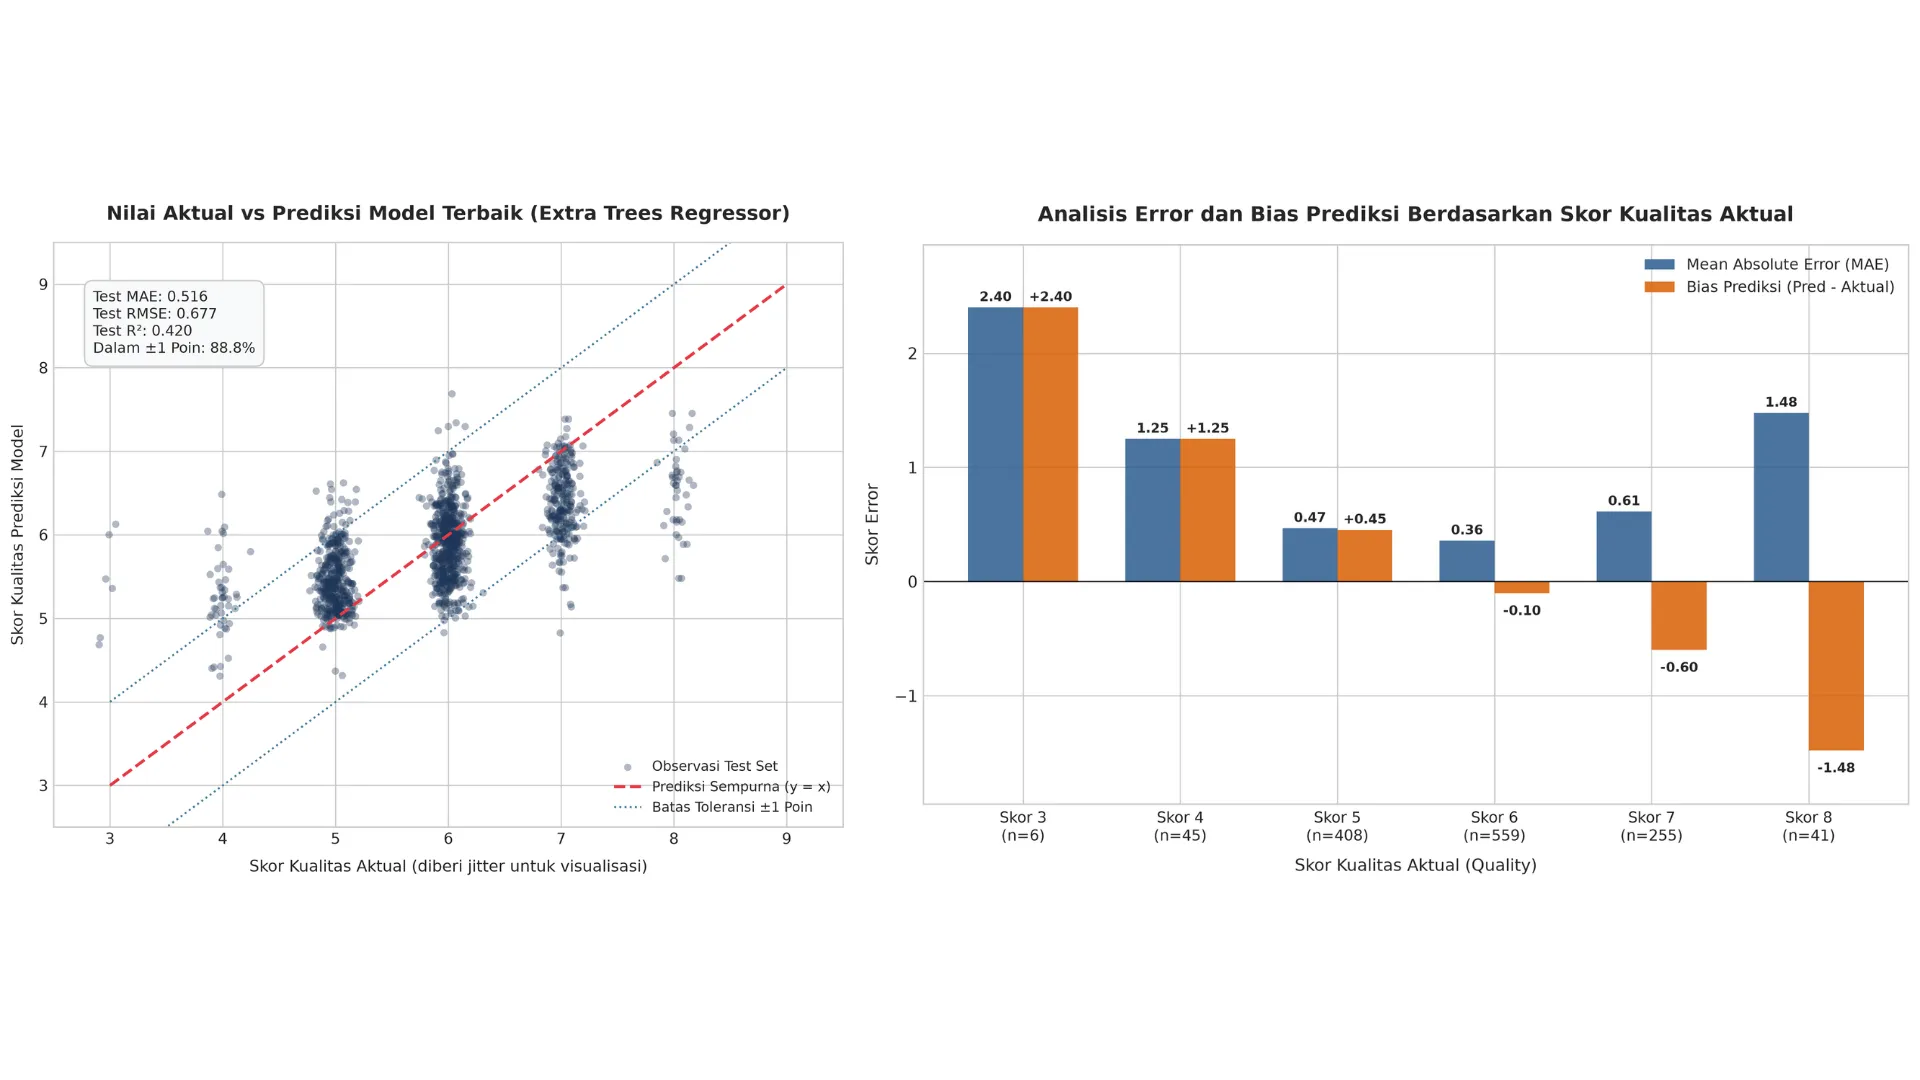 Nilai Aktual vs Prediksi Model Terbaik (Extra Trees Regressor)
Skor Kualitas Prediksi Model
9
8
7
6
5
4
3
Test MAE: 0.516
Test RMSE: 0.677
Test R²: 0.420
Dalam ±1 Poin: 88.8%
Observasi Test Set
Prediksi Sempurna (y = x)
Batas Toleransi ±1 Poin
3 4 5 6 7 8 9
Skor Kualitas Aktual (diberi jitter untuk visualisasi)
Analisis Error dan Bias Prediksi Berdasarkan Skor Kualitas Aktual
Skor Error
2
1
0
−1
Mean Absolute Error (MAE)
Bias Prediksi (Pred - Aktual)
2.40 +2.40
1.25 +1.25
0.47 +0.45
0.36
-0.10
0.61
-0.60
1.48
-1.48
Skor 3 Skor 4 Skor 5 Skor 6 Skor 7 Skor 8
(n=6) (n=45) (n=408) (n=559) (n=255) (n=41)
Skor Kualitas Aktual (Quality)